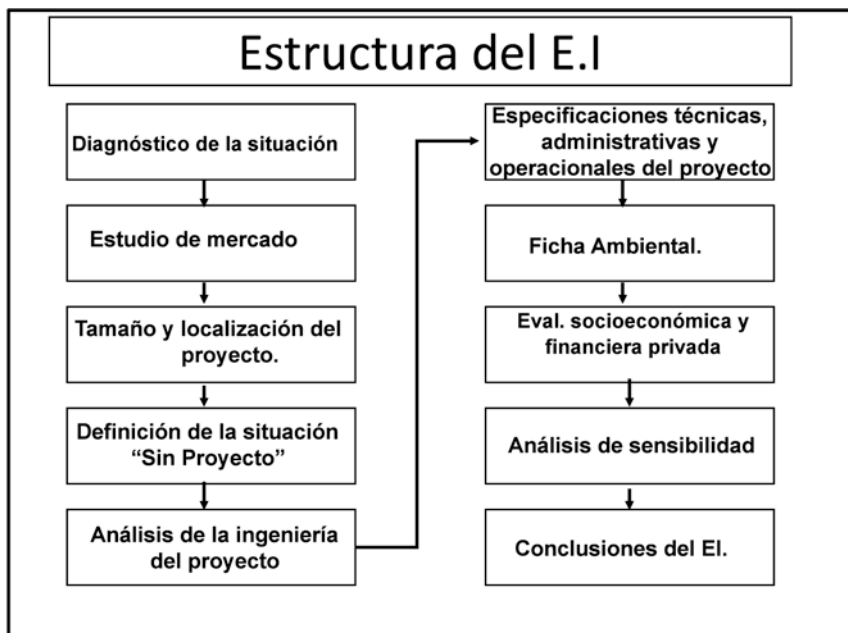 Estructura del E.I
Diagnóstico de la situación
Estudio de mercado
Tamaño y localización del
proyecto.
Definición de la situación
“Sin Proyecto”
Análisis de la ingeniería
del proyecto
Especificaciones técnicas,
administrativas y
operacionales del proyecto
Ficha Ambiental.
Eval. socioeconómica y
financiera privada
Análisis de sensibilidad
Conclusiones del EI.